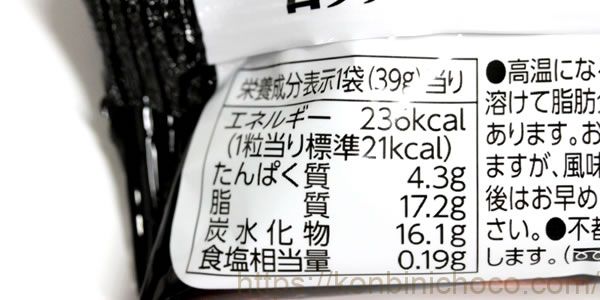 栄養成分表示1袋(39g)当り
エネルギー 236kcal
(1粒当り標準21kcal)
たんぱく質 4.3g
脂質 17.2g
炭水化物 16.1g
食塩相当量 0.19g
●高温にな
溶けて脂肪
あります。お
ますが、風味
後はお早め
さい。●不都
します。(
https://konbinichoco.com/